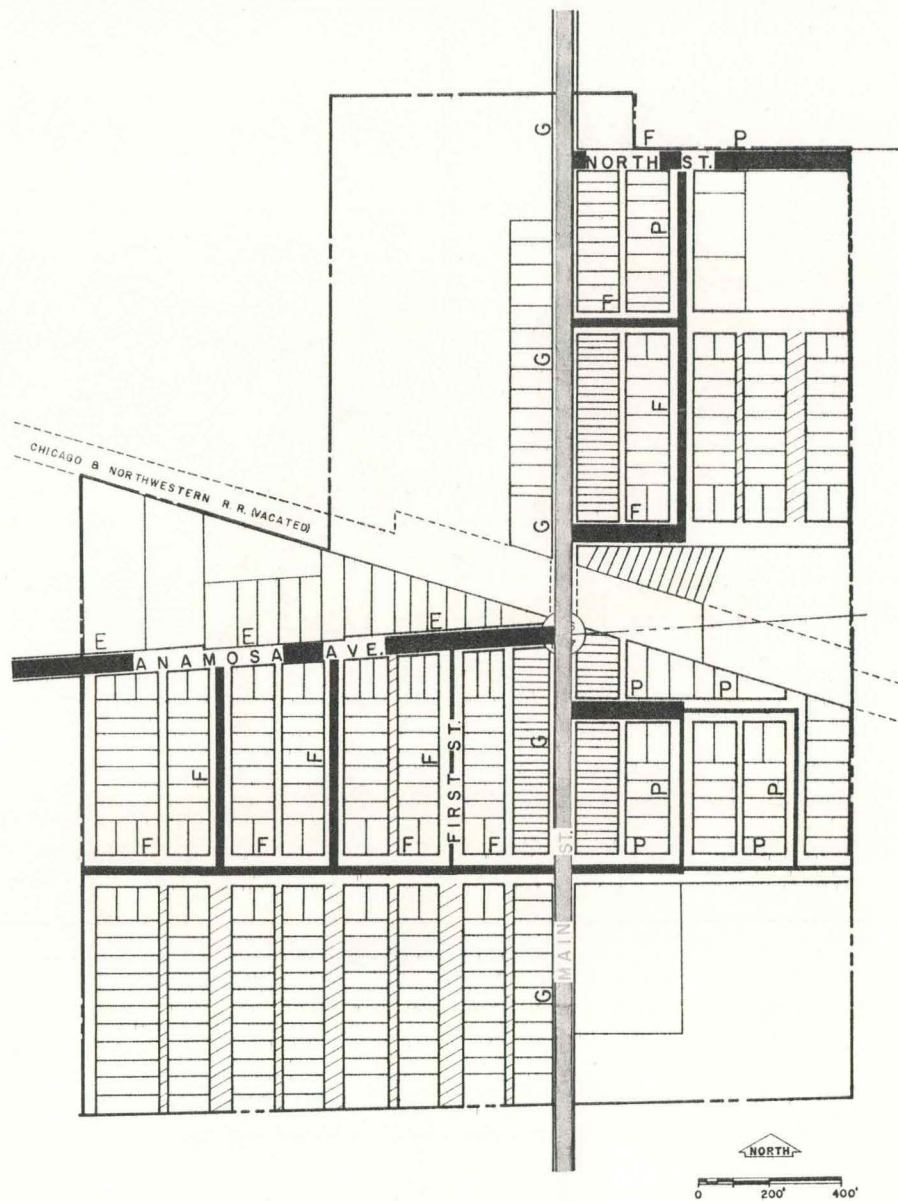 G
F
P
NORTH ST.
P
G
F
G
F
CHICAGO & NORTHWESTERN R. R. (VACATED)
G
F
E
E
E
ANAMOSA AVE.
P
P
G
F
F
F
FIRST ST.
P
P
F
F
F
F
P
P
MAIN ST.
G
NORTH
0 200' 400'